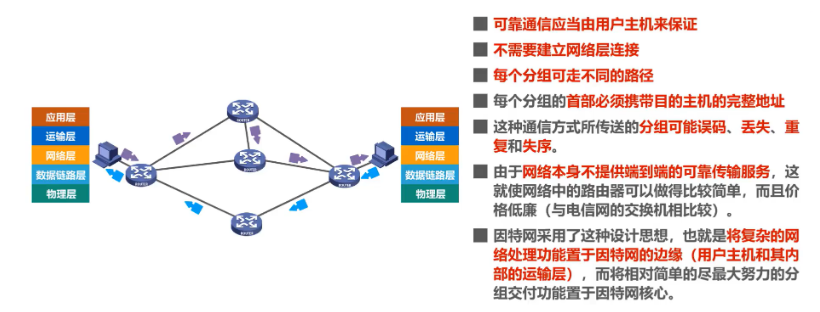 应用层
运输层
网络层
数据链路层
物理层
应用层
运输层
网络层
数据链路层
物理层
可靠通信应当由用户主机来保证
不需要建立网络层连接
每个分组可走不同的路径
每个分组的首部必须携带目的主机的完整地址
这种通信方式所传送的分组可能误码、丢失、重
复和失序。
由于网络本身不提供端到端的可靠传输服务，这
就使网络中的路由器可以做得比较简单，而且价
格低廉（与电信网的交换机相比较）。
因特网采用了这种设计思想，也就是将复杂的网
络处理功能置于因特网的边缘（用户主机和其内
部的运输层），而将相对简单的尽最大努力的分
组交付功能置于因特网核心。